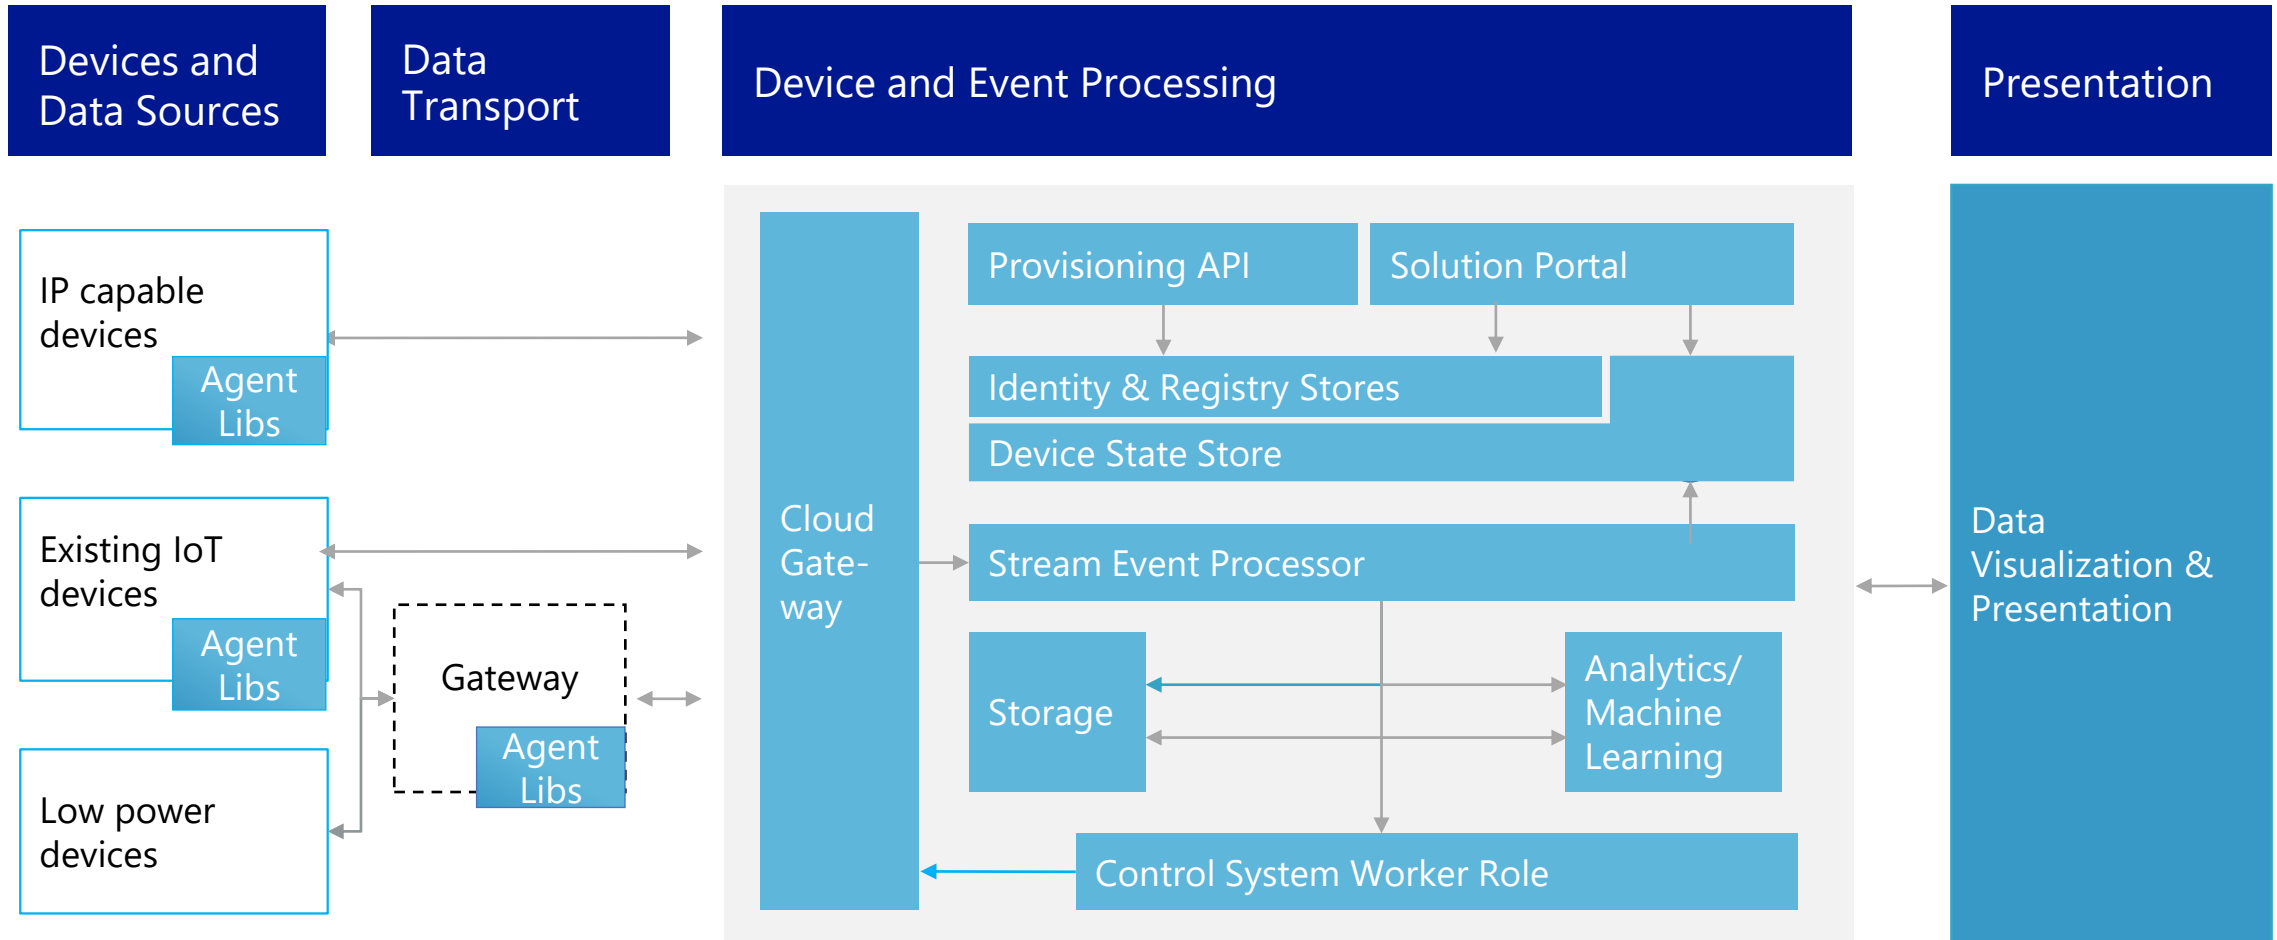 Devices and
Data Sources
Data
Transport
Device and Event Processing
Presentation
IP capable
devices
Agent
Libs
Existing IoT
devices
Agent
Libs
Low power
devices
Gateway
Agent
Libs
Cloud
Gate-
way
Provisioning API
Solution Portal
Identity & Registry Stores
Device State Store
Stream Event Processor
Storage
Analytics/
Machine
Learning
Control System Worker Role
Data
Visualization &
Presentation